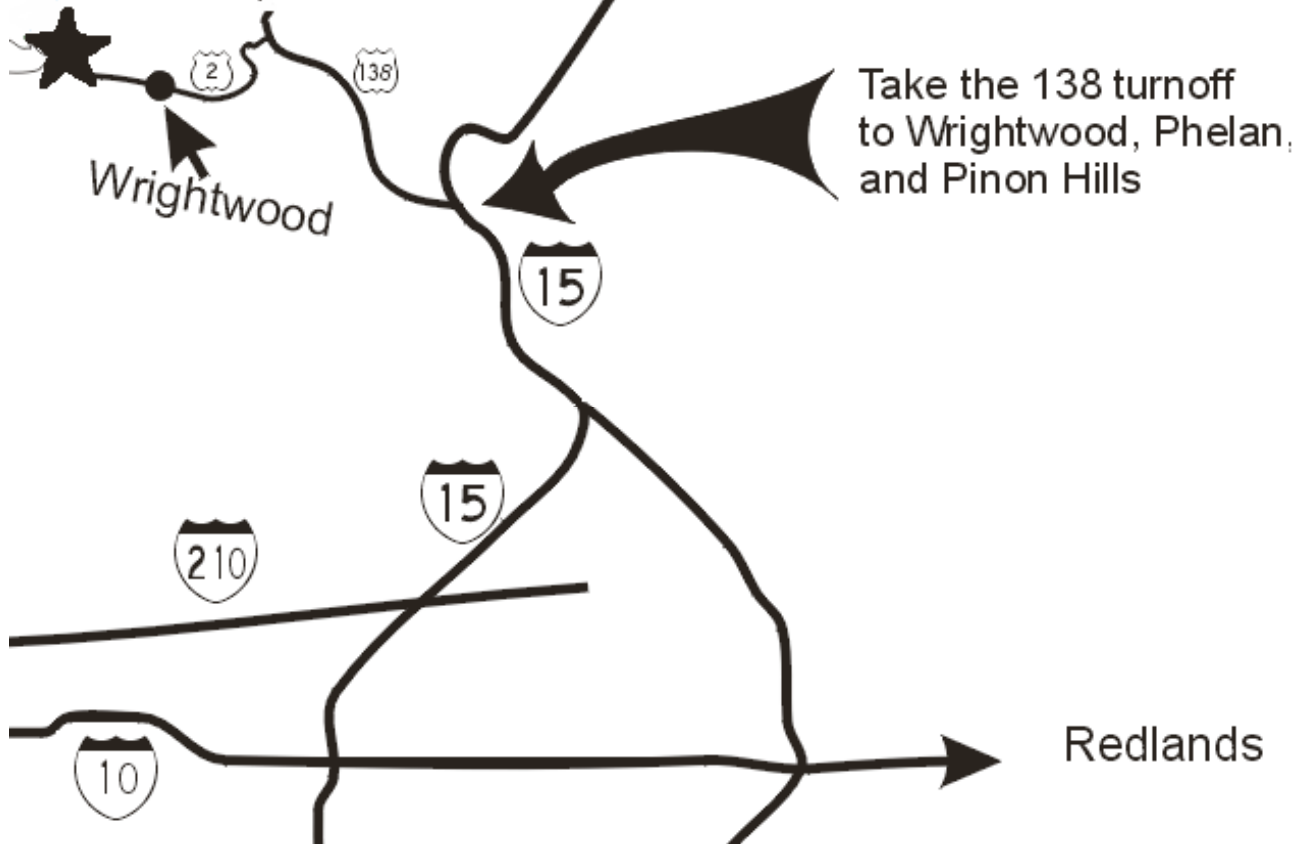 2
138
Take the 138 turnoff
to Wrightwood, Phelan,
and Pinon Hills
Wrightwood
15
15
210
Redlands
10